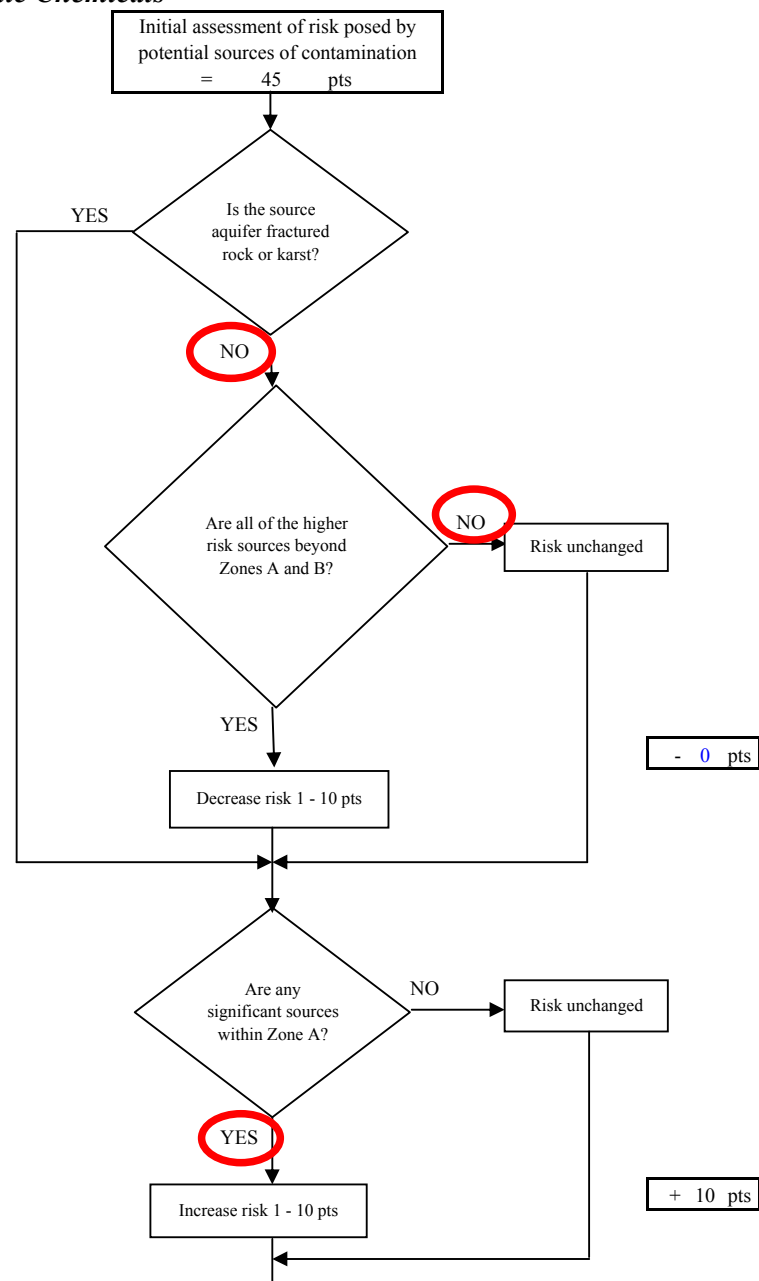 Initial assessment of risk posed by
potential sources of contamination
= 45 pts
YES
Is the source
aquifer fractured
rock or karst?
NO
Are all of the higher
risk sources beyond
Zones A and B?
NO
Risk unchanged
YES
- 0 pts
Decrease risk 1 - 10 pts
Are any
significant sources
within Zone A?
NO
Risk unchanged
YES
Increase risk 1 - 10 pts
+ 10 pts